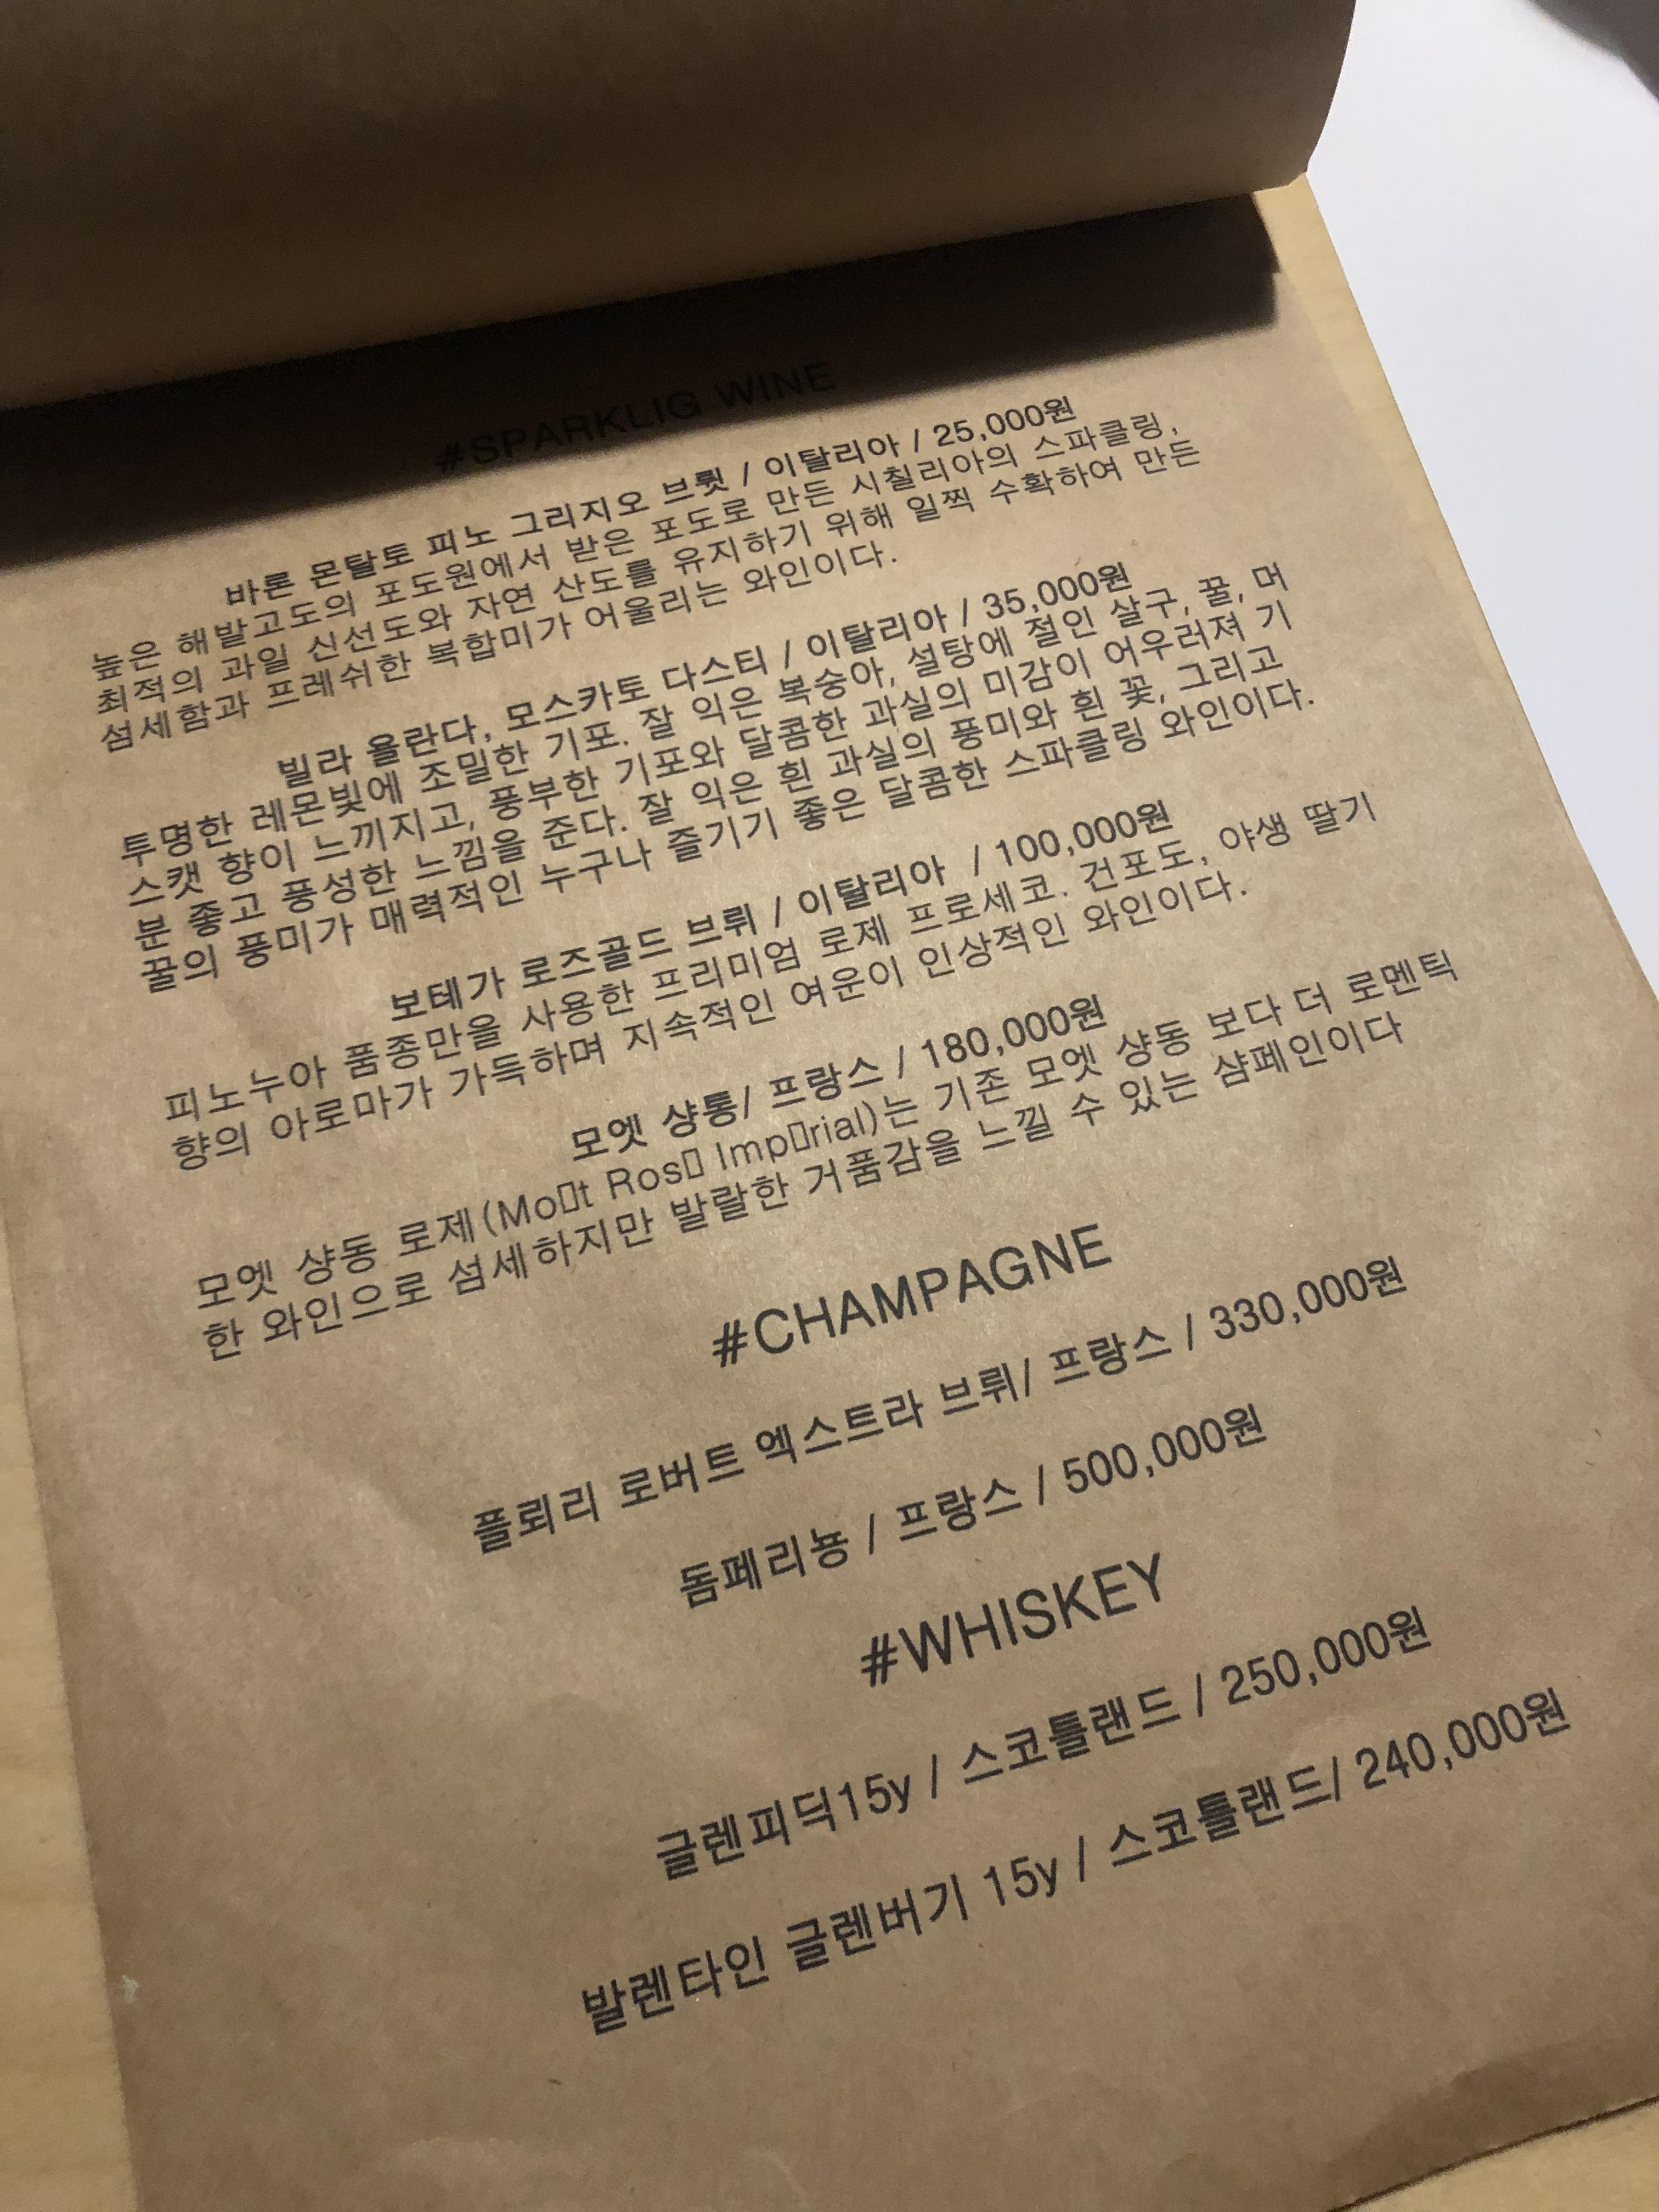 #SPARKLIG WINE
바론 몬탈토 피노 그리지오 브륏 / 이탈리아 / 25,000원
높은 해발고도의 포도원에서 받은 포도로 만든 시칠리아의 스파클링,
최적의 과일 신선도와 자연 산도를 유지하기 위해 일찍 수확하여 만든
섬세함과 프레쉬한 복합미가 어울리는 와인이다.
빌라 욜란다, 모스카토 다스티 / 이탈리아 / 35,000원
투명한 레몬빛에 조밀한 기포. 잘 익은 복숭아, 설탕에 절인 살구, 꿀, 머
스캣 향이 느끼지고, 풍부한 기포와 달콤한 과실의 미감이 어우러져 기
분 좋고 풍성한 느낌을 준다. 잘 익은 흰 과실의 풍미와 흰 꽃, 그리고
꿀의 풍미가 매력적인 누구나 즐기기 좋은 달콤한 스파클링 와인이다.
보테가 로즈골드 브뤼 / 이탈리아 / 100,000원
피노누아 품종만을 사용한 프리미엄 로제 프로세코. 건포도, 야생 딸기
향의 아로마가 가득하며 지속적인 여운이 인상적인 와인이다.
모엣 샹통/ 프랑스 / 180,000원
모엣 샹동 로제(Mo▯t Ros▯ Imp▯rial)는 기존 모엣 샹동 보다 더 로멘틱
한 와인으로 섬세하지만 발랄한 거품감을 느낄 수 있는 샴페인이다
#CHAMPAGNE
플뢰리 로버트 엑스트라 브뤼/ 프랑스 / 330,000원
돔페리뇽 / 프랑스 / 500,000원
#WHISKEY
글렌피딕15y / 스코틀랜드 / 250,000원
발렌타인 글렌버기 15y / 스코틀랜드/ 240,000원